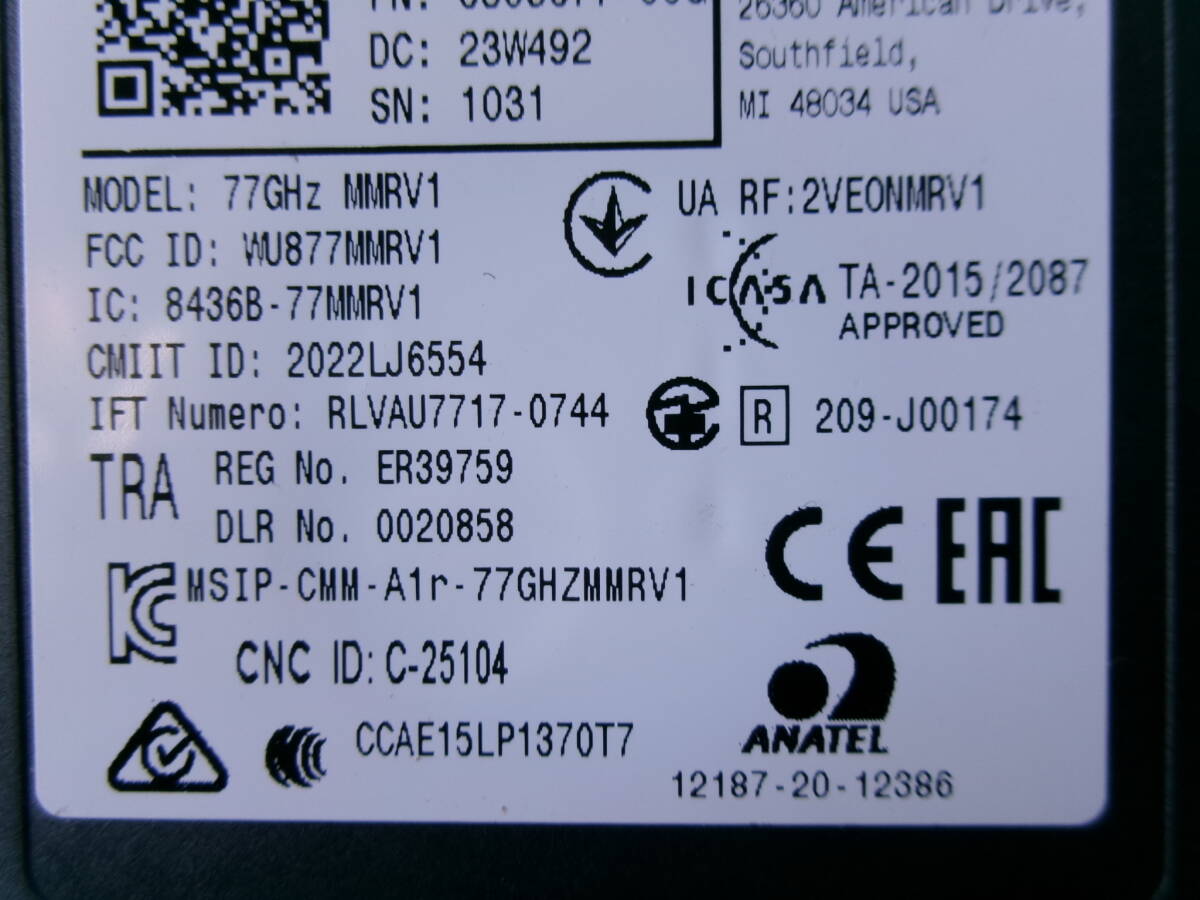 DC: 23W492
SN: 1031
26360 American Drive,
Southfield,
MI 48034 USA
MODEL: 77GHz MMRV1
FCC ID: WU877MMRV1
IC: 8436B-77MMRV1
CMIIT ID: 2022LJ6554
IFT Numero: RLVAU7717-0744
TRA
REG No. ER39759
DLR No. 0020858
MSIP-CMM-A1r-77GHZMMRV1
CNC ID: C-25104
CCAE15LP1370T7
UA RF:2VEONMRV1
ICASA TA-2015/2087
APPROVED
R 209-J00174
CE EAC
ANATEL
12187-20-12386